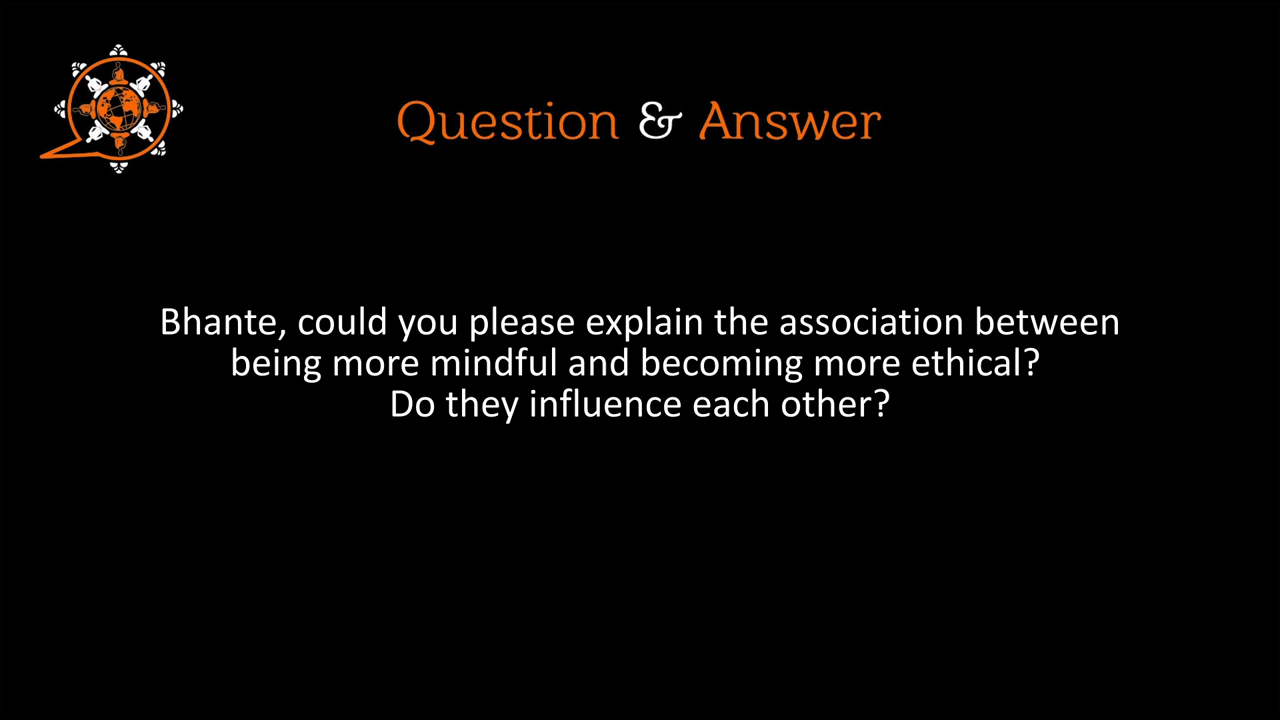 Question & Answer
Bhante, could you please explain the association between
being more mindful and becoming more ethical?
Do they influence each other?